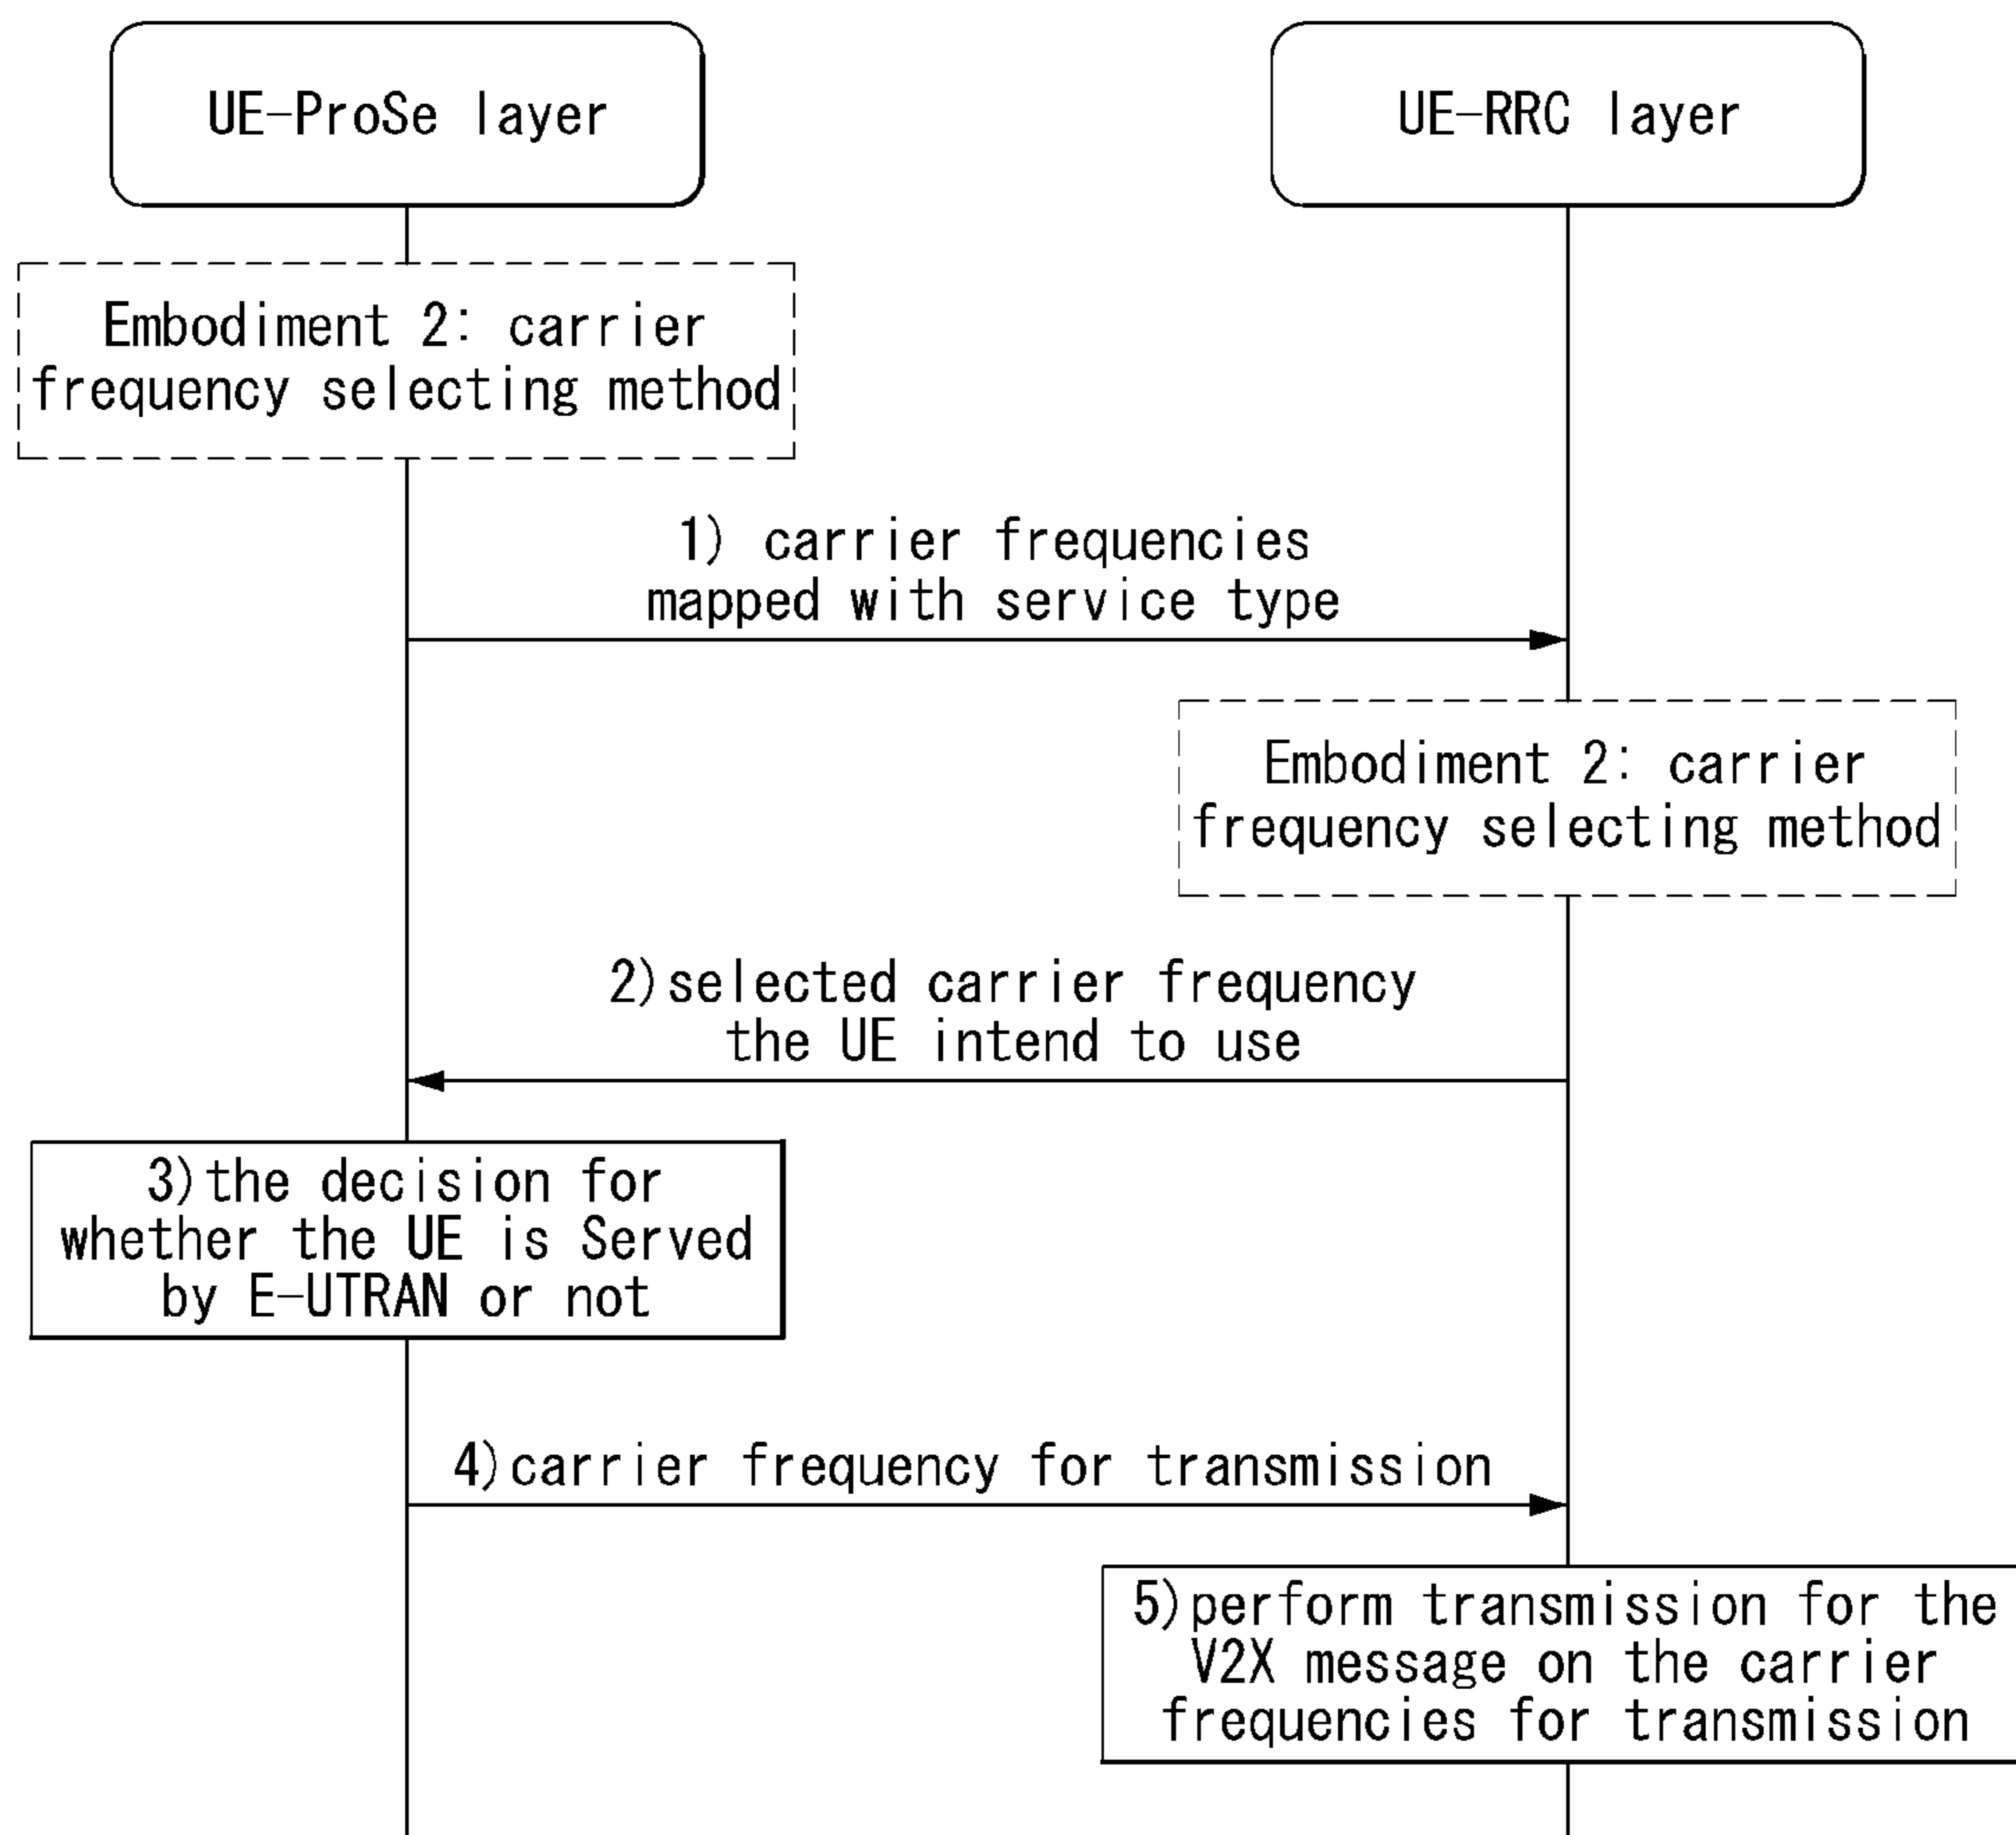 UE-ProSe layer
UE-RRC layer
Embodiment 2: carrier
frequency selecting method
1) carrier frequencies
mapped with service type
Embodiment 2: carrier
frequency selecting method
2)selected carrier frequency
the UE intend to use
3)the decision for
whether the UE is Served
by E-UTRAN or not
4)carrier frequency for transmission
5)perform transmission for the
V2X message on the carrier
frequencies for transmission